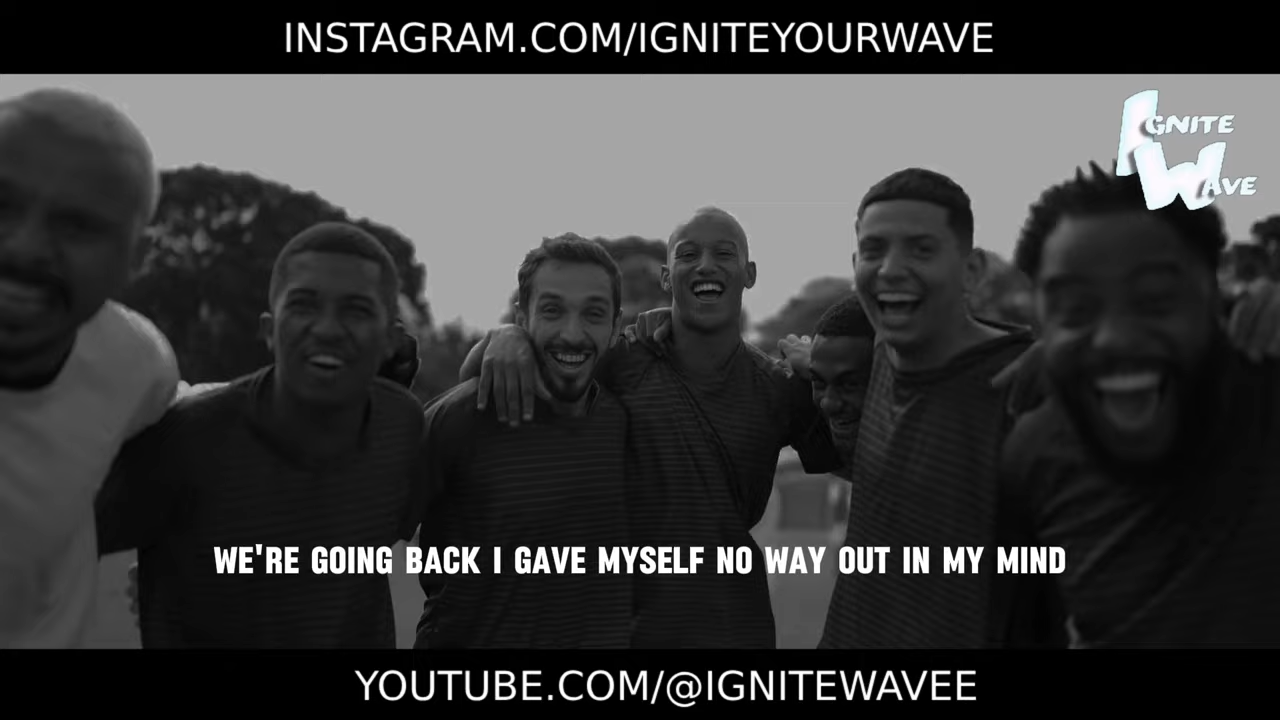 INSTAGRAM.COM/IGNITEYOURWAVE
IGNITE
WAVE
WE'RE GOING BACK I GAVE MYSELF NO WAY OUT IN MY MIND
YOUTUBE.COM/@IGNITEWAVEE